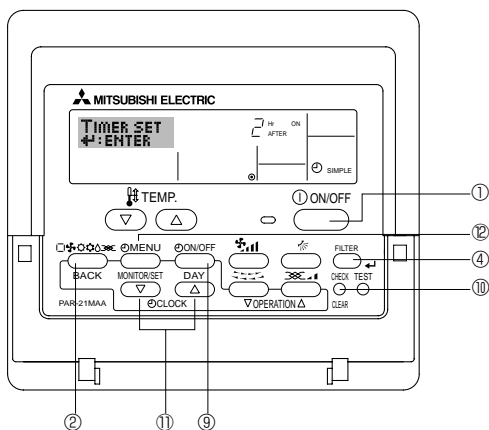 MITSUBISHI ELECTRIC
TIMER SET
:ENTER
2 Hr ON
AFTER
SIMPLE
TEMP.
ON/OFF
①
MENU
ON/OFF
FILTER
⑫
④
BACK
MONITOR/SET
DAY
CHECK TEST
⑩
PAR-21MAA
CLOCK
▽ OPERATION △
CLEAR
② ⑪ ⑨